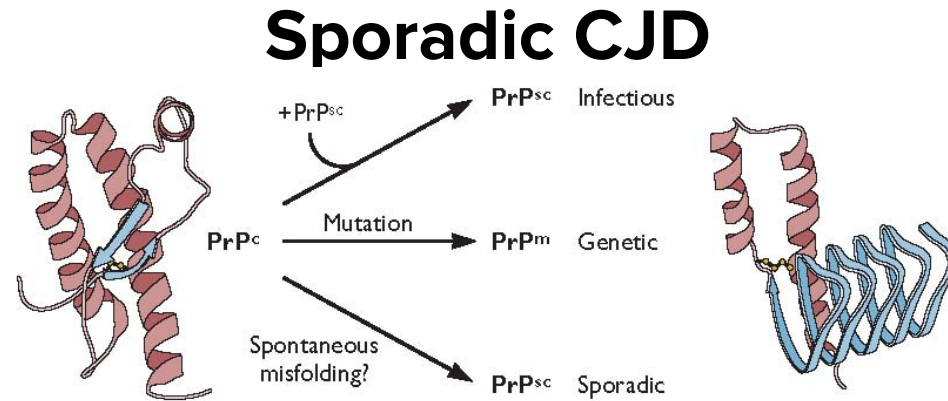 Sporadic CJD
+PrPsc
PrPsc Infectious
PrPc
Mutation
PrPm Genetic
Spontaneous
misfolding?
PrPsc Sporadic